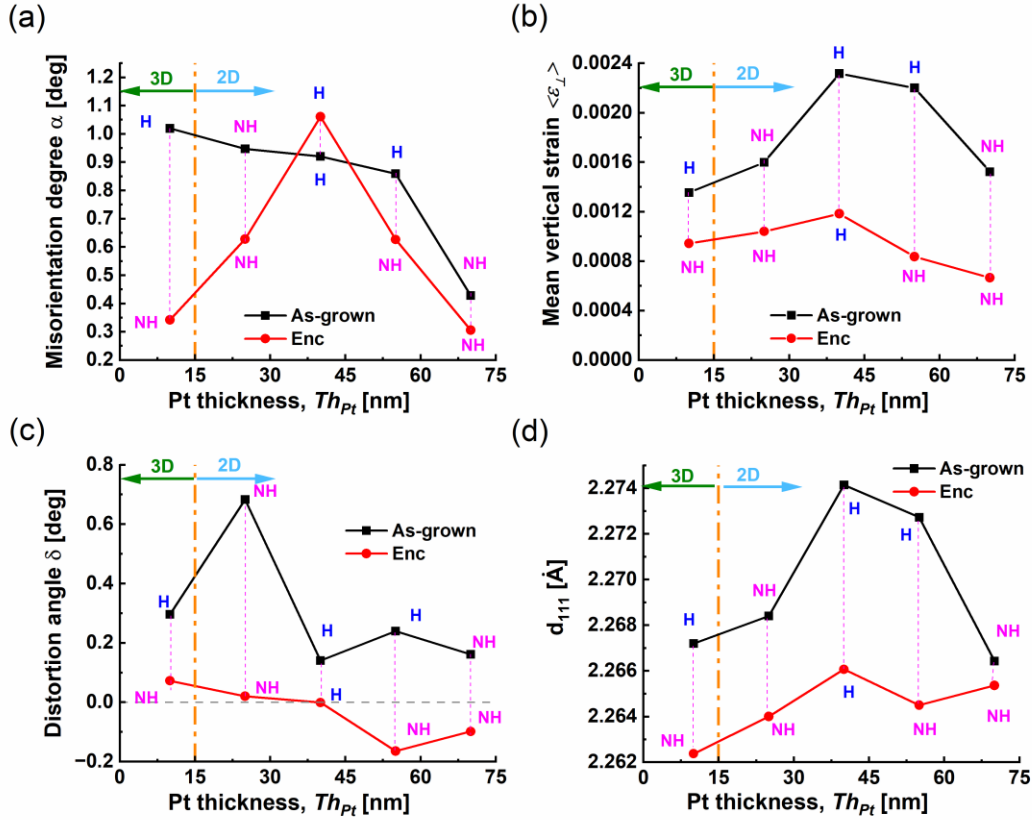 (a)
Misorientation degree α [deg]
1.2
1.1
1.0
0.9
0.8
0.7
0.6
0.5
0.4
0.3
0.2
3D
2D
H
NH
H
H
H
NH
NH
NH
NH
NH
As-grown
Enc
0 15 30 45 60 75
Pt thickness, Th_Pt [nm]
(b)
Mean vertical strain <ε⊥>
0.0024
0.0020
0.0016
0.0012
0.0008
0.0004
0.0000
3D
2D
H
NH
H
H
NH
NH
NH
H
NH
NH
As-grown
Enc
0 15 30 45 60 75
Pt thickness, Th_Pt [nm]
(c)
Distortion angle δ [deg]
0.8
0.6
0.4
0.2
0.0
−0.2
3D
2D
H
NH
H
H
NH
NH
NH
H
NH
NH
As-grown
Enc
0 15 30 45 60 75
Pt thickness, Th_Pt [nm]
(d)
d_111 [Å]
2.274
2.272
2.270
2.268
2.266
2.264
2.262
3D
2D
As-grown
Enc
H
NH
H
H
NH
NH
NH
H
NH
NH
0 15 30 45 60 75
Pt thickness, Th_Pt [nm]